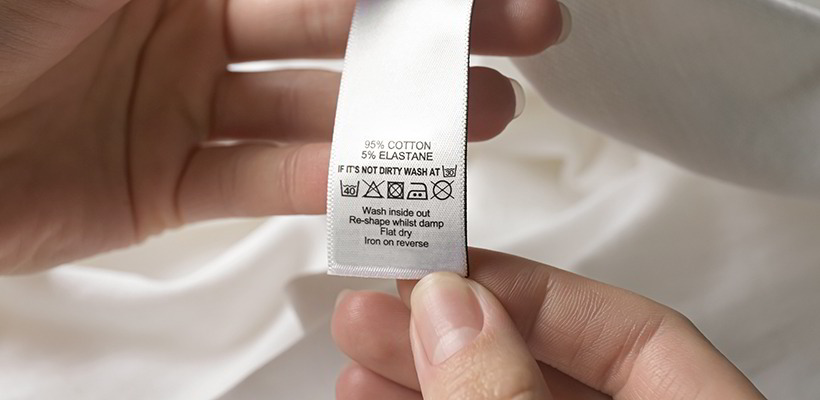 95% COTTON
5% ELASTANE
IF IT'S NOT DIRTY WASH AT 30
40
Wash inside out
Re-shape whilst damp
Flat dry
Iron on reverse